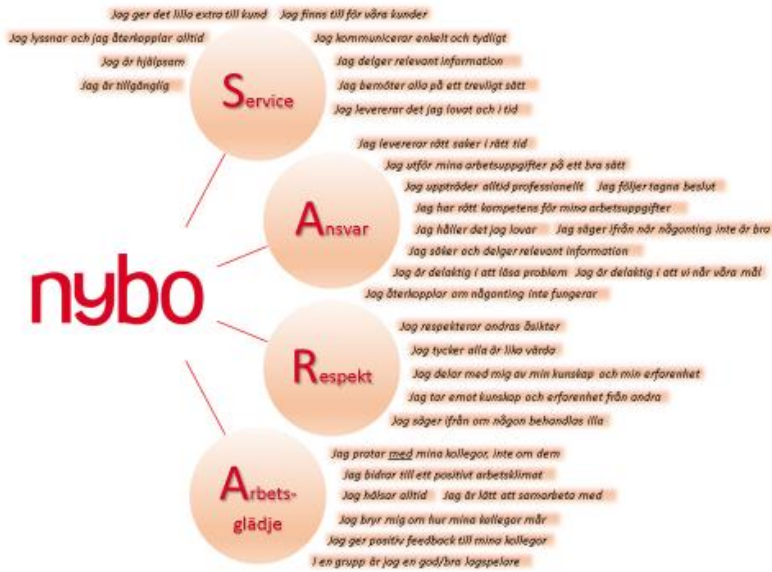 Jag ger det lilla extra till kund
Jag finns till för våra kunder
Jag lyssnar och jag återkopplar alltid
Jag kommunicerar enkelt och tydligt
Jag är hjälpsam
Jag delger relevant information
Jag är tillgänglig
Jag bemöter alla på ett trevligt sätt
Service
Jag levererar det jag lovat och i tid
Jag levererar rätt saker i rätt tid
Jag utför mina arbetsuppgifter på ett bra sätt
Jag uppträder alltid professionellt
Jag följer tagna beslut
Jag har rätt kompetens för mina arbetsuppgifter
Ansvar
Jag håller det jag lovar
Jag säger ifrån när någonting inte är bra
Jag söker och delger relevant information
Jag är delaktig i att lösa problem
Jag är delaktig i att vi når våra mål
Jag återkopplar om någonting inte fungerar
nybo
Jag respekterar andras åsikter
Jag tycker alla är lika värda
Respekt
Jag delar med mig av min kunskap och min erfarenhet
Jag tar emot kunskap och erfarenhet från andra
Jag säger ifrån om någon behandlas illa
Jag pratar med mina kollegor, inte om dem
Jag bidrar till ett positivt arbetsklimat
Arbets-
glädje
Jag hälsar alltid
Jag är lätt att samarbeta med
Jag bryr mig om hur mina kollegor mår
Jag ger positiv feedback till mina kollegor
I en grupp är jag en god/bra lagspelare